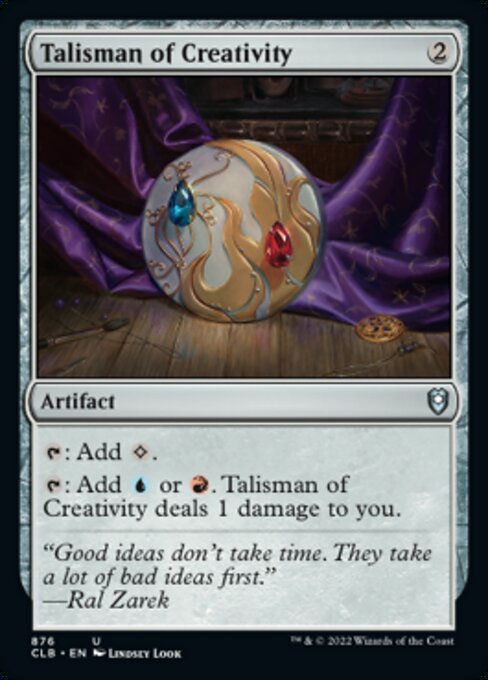 Talisman of Creativity 2
Artifact
: Add .
: Add or . Talisman of
Creativity deals 1 damage to you.
"Good ideas don't take time. They take
a lot of bad ideas first."
—Ral Zarek
876 U
CLB • EN Lindsey Look
™ & © 2022 Wizards of the Coast